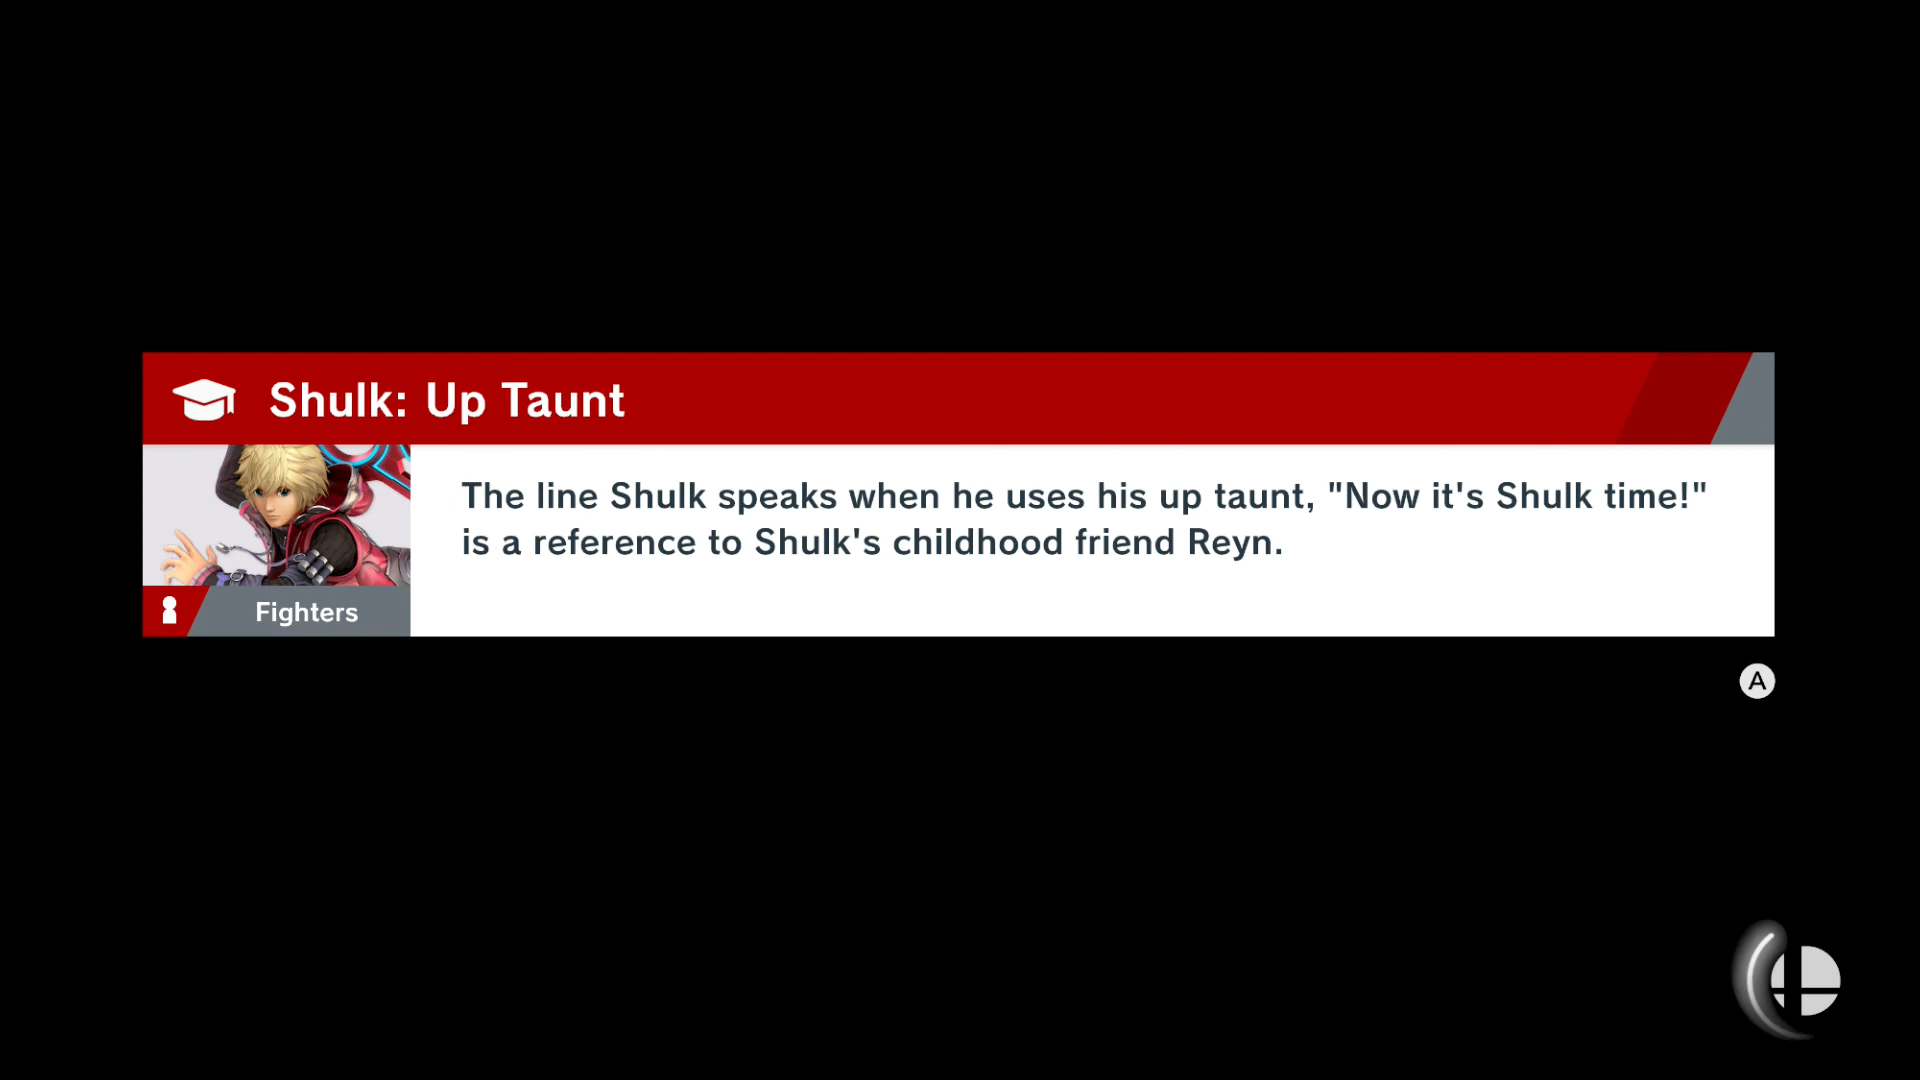 Shulk: Up Taunt
The line Shulk speaks when he uses his up taunt, "Now it's Shulk time!"
is a reference to Shulk's childhood friend Reyn.
Fighters
A